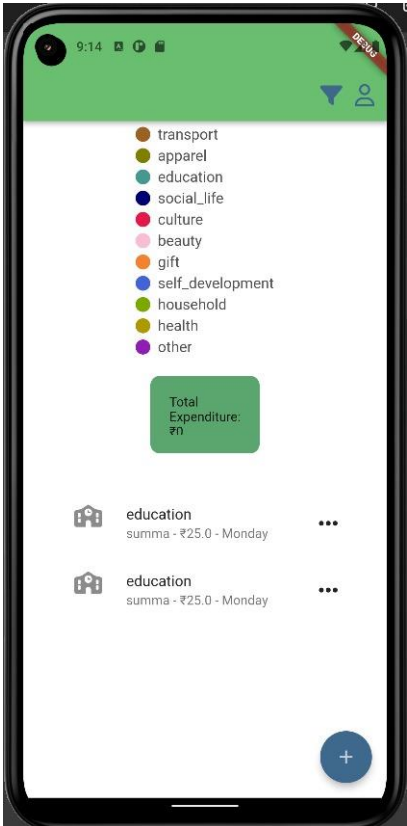 9:14
DEBUG
transport
apparel
education
social_life
culture
beauty
gift
self_development
household
health
other
Total
Expenditure:
₹0
education
summa - ₹25.0 - Monday
education
summa - ₹25.0 - Monday